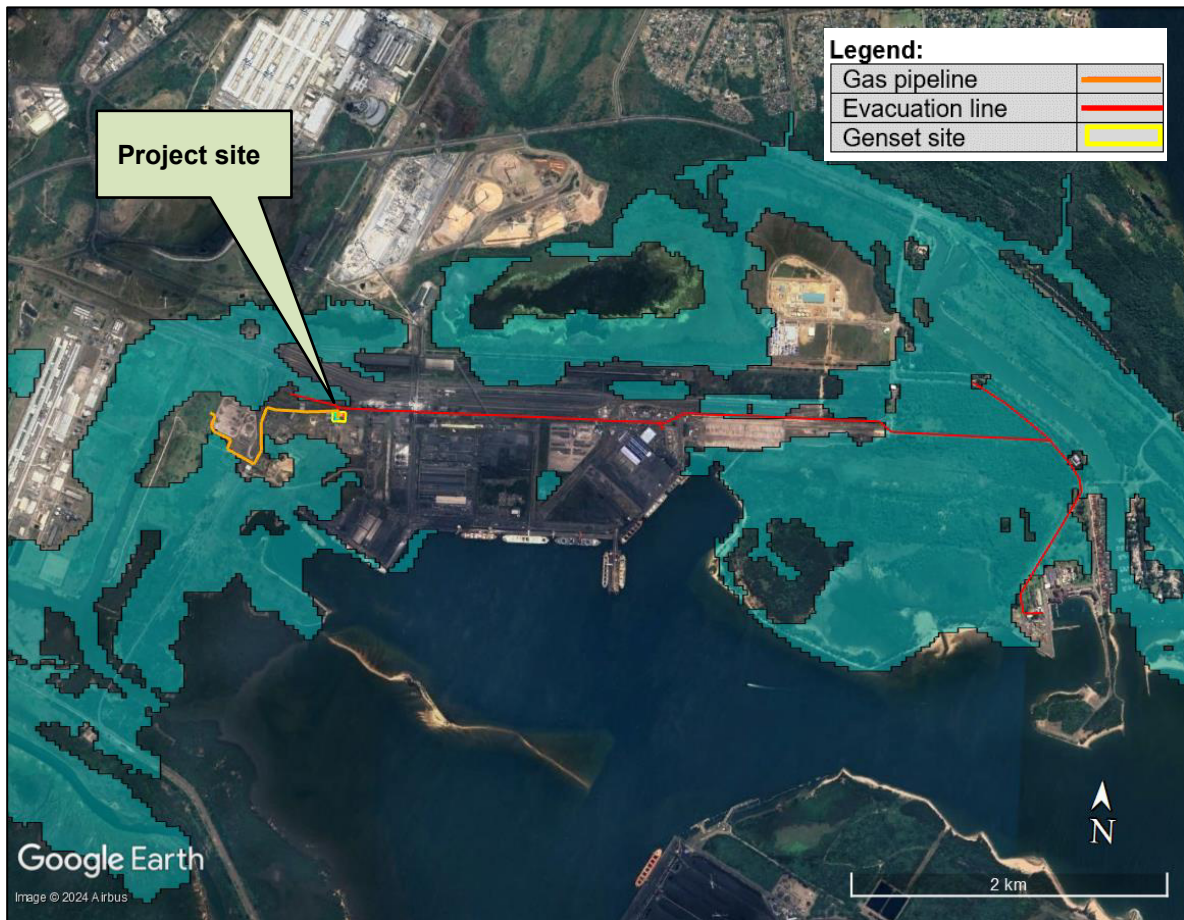 Legend:
Gas pipeline
Evacuation line
Genset site
Project site
N
Google Earth
Image © 2024 Airbus
2 km